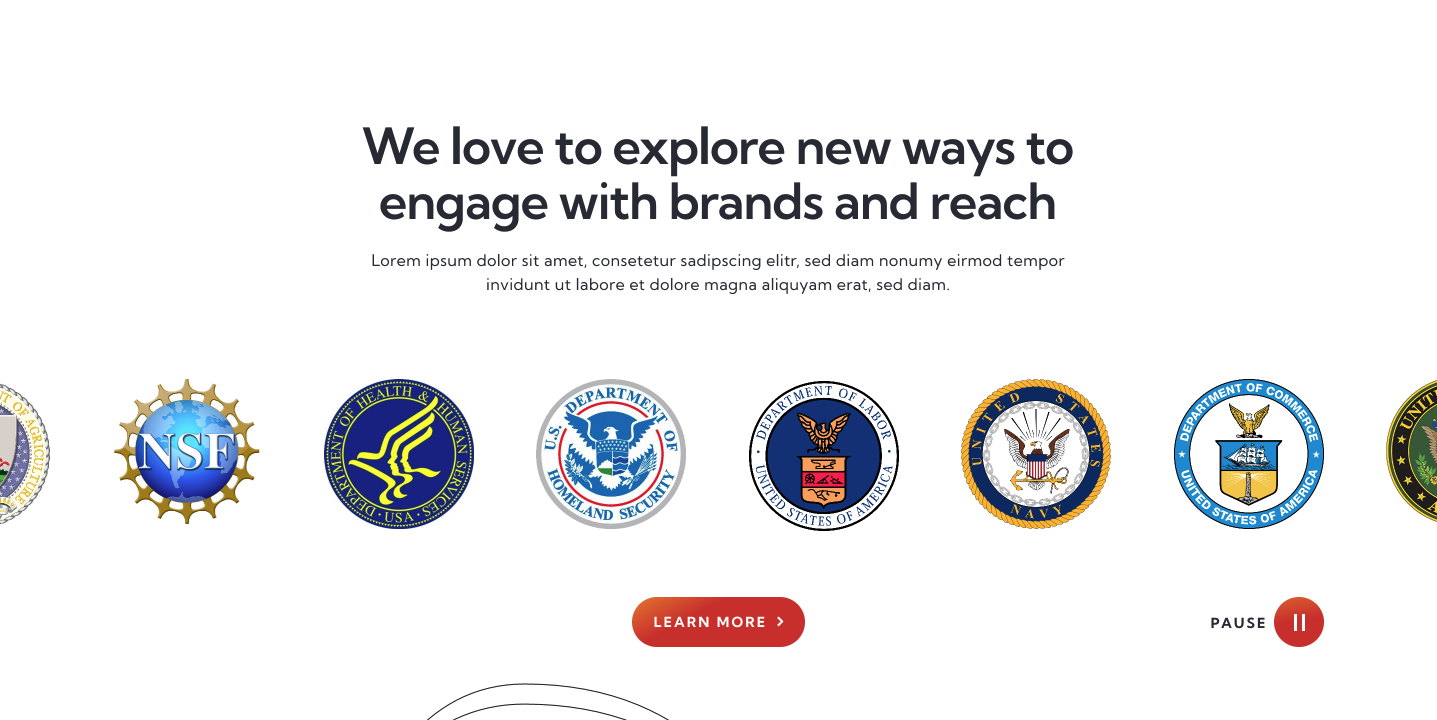 We love to explore new ways to
engage with brands and reach
Lorem ipsum dolor sit amet, consetetur sadipscing elitr, sed diam nonumy eirmod tempor
invidunt ut labore et dolore magna aliquyam erat, sed diam.
OF AGRICULTURE
NSF
DEPARTMENT OF HEALTH & HUMAN SERVICES · USA ·
U.S. DEPARTMENT OF
HOMELAND SECURITY
DEPARTMENT OF LABOR
UNITED STATES OF AMERICA
UNITED STATES
NAVY
DEPARTMENT OF COMMERCE
UNITED STATES OF AMERICA
LEARN MORE
PAUSE